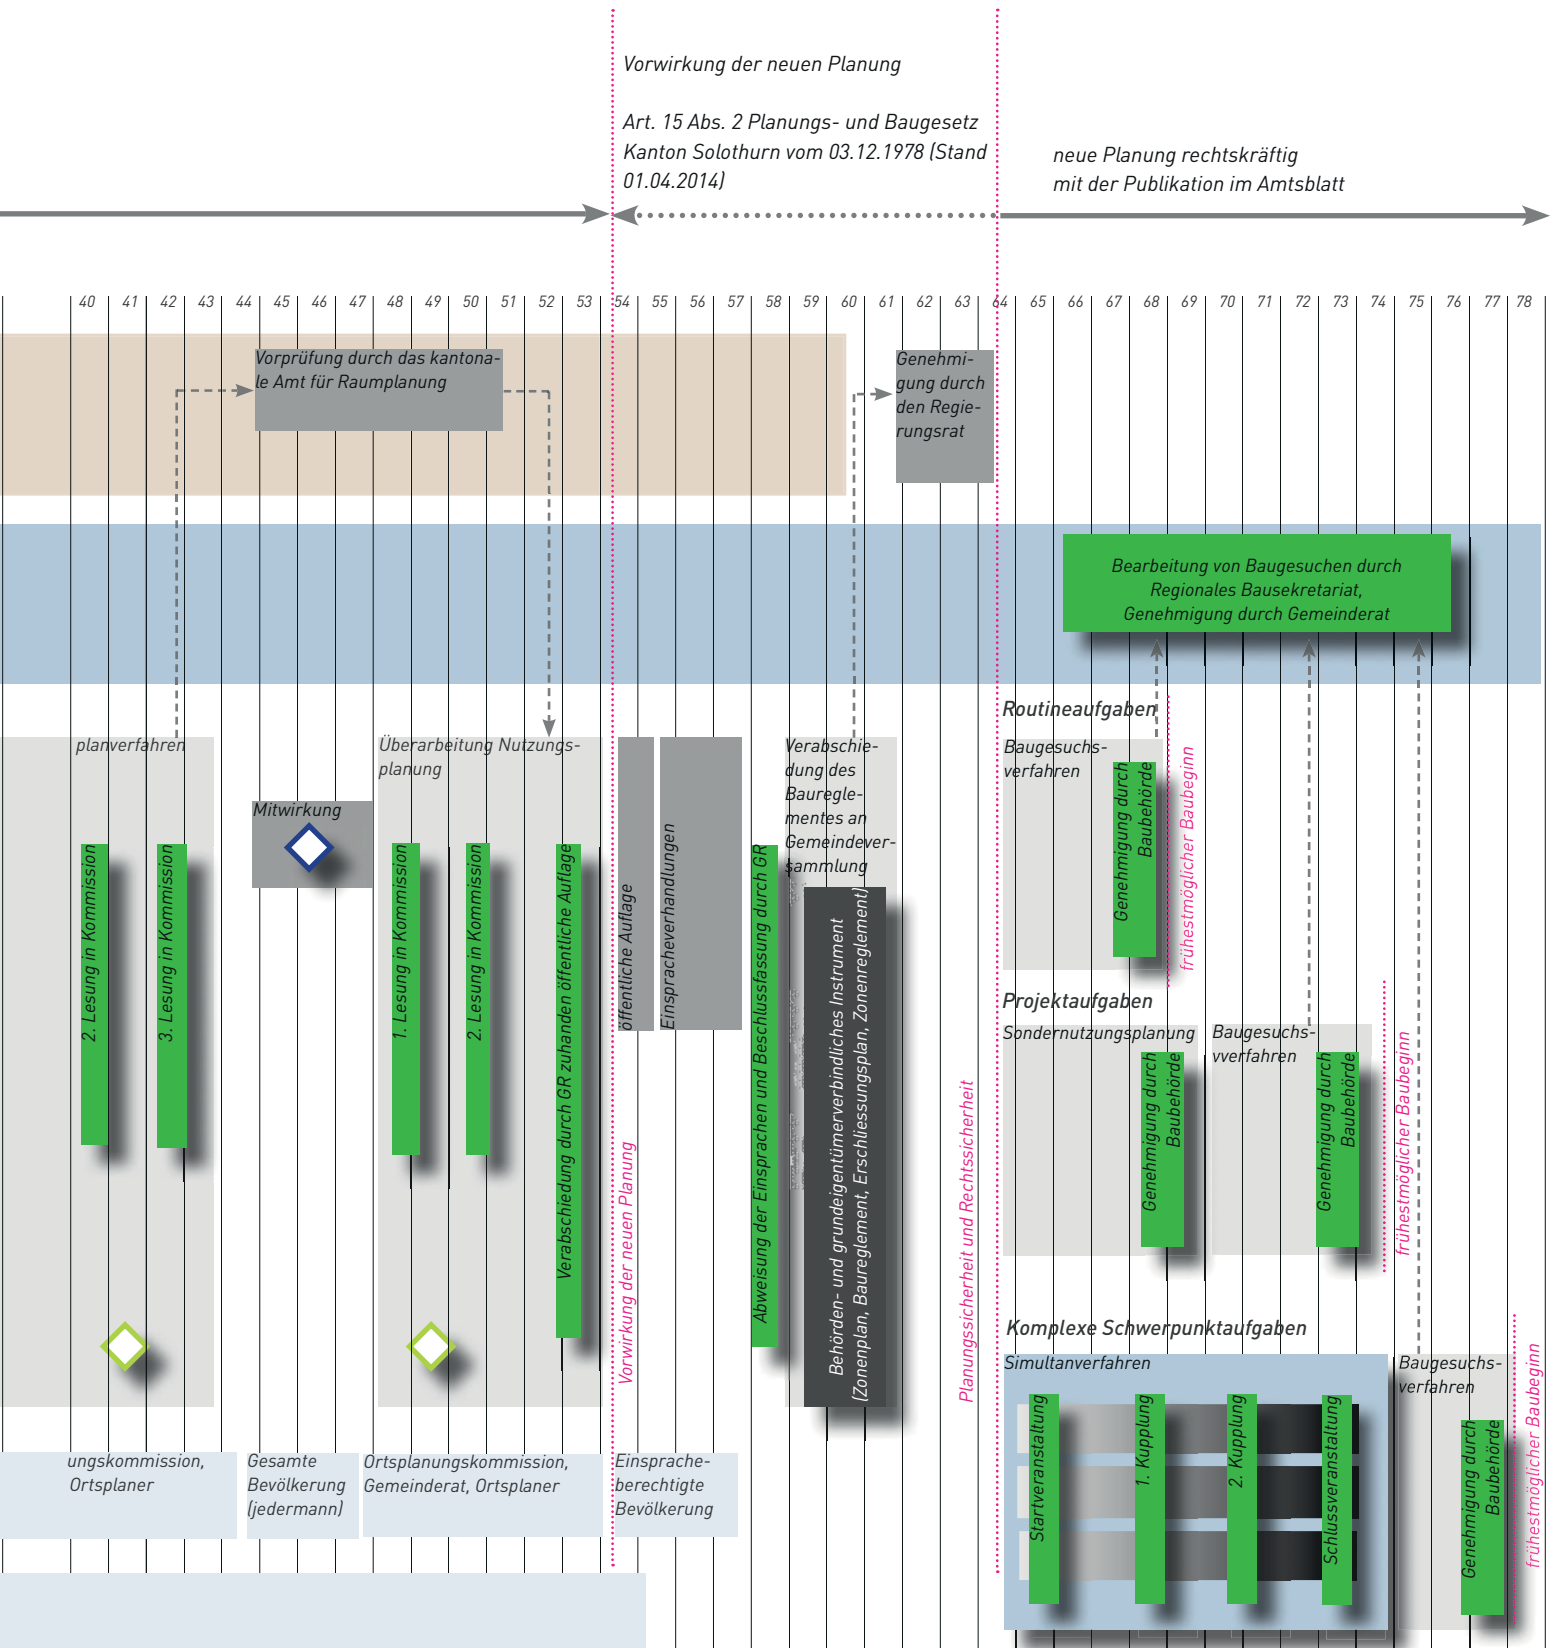 Vorwirkung der neuen Planung
Art. 15 Abs. 2 Planungs- und Baugesetz
Kanton Solothurn vom 03.12.1978 (Stand
01.04.2014)
neue Planung rechtskräftig
mit der Publikation im Amtsblatt
40 41 42 43 44 45 46 47 48 49 50 51 52 53 54 55 56 57 58 59 60 61 62 63 64 65 66 67 68 69 70 71 72 73 74 75 76 77 78
Vorprüfung durch das kantona-
le Amt für Raumplanung
Genehmi-
gung durch
den Regie-
rungsrat
Bearbeitung von Baugesuchen durch
Regionales Bausekretariat,
Genehmigung durch Gemeinderat
planverfahren
2. Lesung in Kommission
3. Lesung in Kommission
Mitwirkung
Überarbeitung Nutzungs-
planung
1. Lesung in Kommission
2. Lesung in Kommission
Verabschiedung durch GR zuhanden öffentliche Auflage
Vorwirkung der neuen Planung
öffentliche Auflage
Einspracheverhandlungen
Abweisung der Einsprachen und Beschlussfassung durch GR
Verabschie-
dung des
Bauregle-
mentes an
Gemeindever-
sammlung
Behörden- und grundeigentümerverbindliches Instrument
(Zonenplan, Baureglement, Erschliessungsplan, Zonenreglement)
Planungssicherheit und Rechtssicherheit
Routineaufgaben
Baugesuchs-
verfahren
Genehmigung durch
Baubehörde
frühestmöglicher Baubeginn
Projektaufgaben
Sondernutzungsplanung
Genehmigung durch
Baubehörde
Baugesuchs-
vverfahren
Genehmigung durch
Baubehörde
frühestmöglicher Baubeginn
Komplexe Schwerpunktaufgaben
Simultanverfahren
Startveranstaltung
1. Kupplung
2. Kupplung
Schlussveranstaltung
Baugesuchs-
verfahren
Genehmigung durch
Baubehörde
frühestmöglicher Baubeginn
ungskommission,
Ortsplaner
Gesamte
Bevölkerung
(jedermann)
Ortsplanungskommission,
Gemeinderat, Ortsplaner
Einsprache-
berechtigte
Bevölkerung